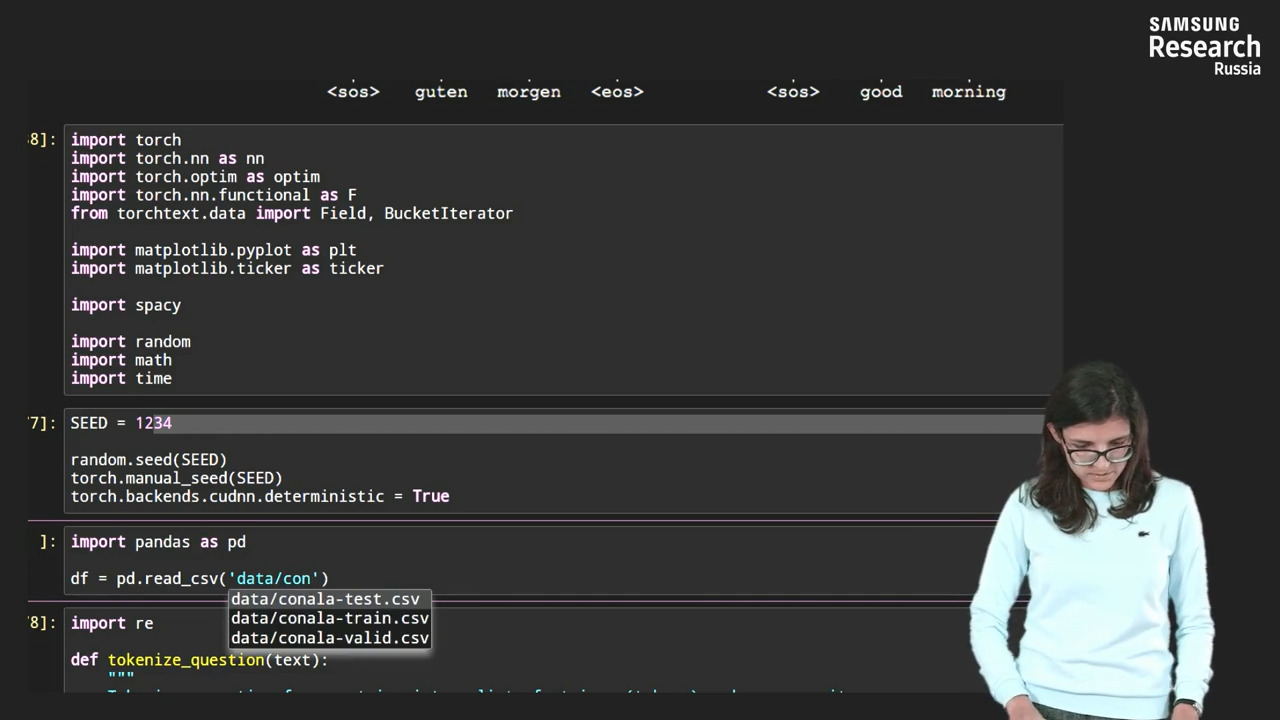 SAMSUNG
Research
Russia
<sos> guten morgen <eos> <sos> good morning
8]:
import torch
import torch.nn as nn
import torch.optim as optim
import torch.nn.functional as F
from torchtext.data import Field, BucketIterator
import matplotlib.pyplot as plt
import matplotlib.ticker as ticker
import spacy
import random
import math
import time
7]:
SEED = 1234
random.seed(SEED)
torch.manual_seed(SEED)
torch.backends.cudnn.deterministic = True
]:
import pandas as pd
df = pd.read_csv('data/con')
data/conala-test.csv
data/conala-train.csv
data/conala-valid.csv
8]:
import re
def tokenize_question(text):
"""